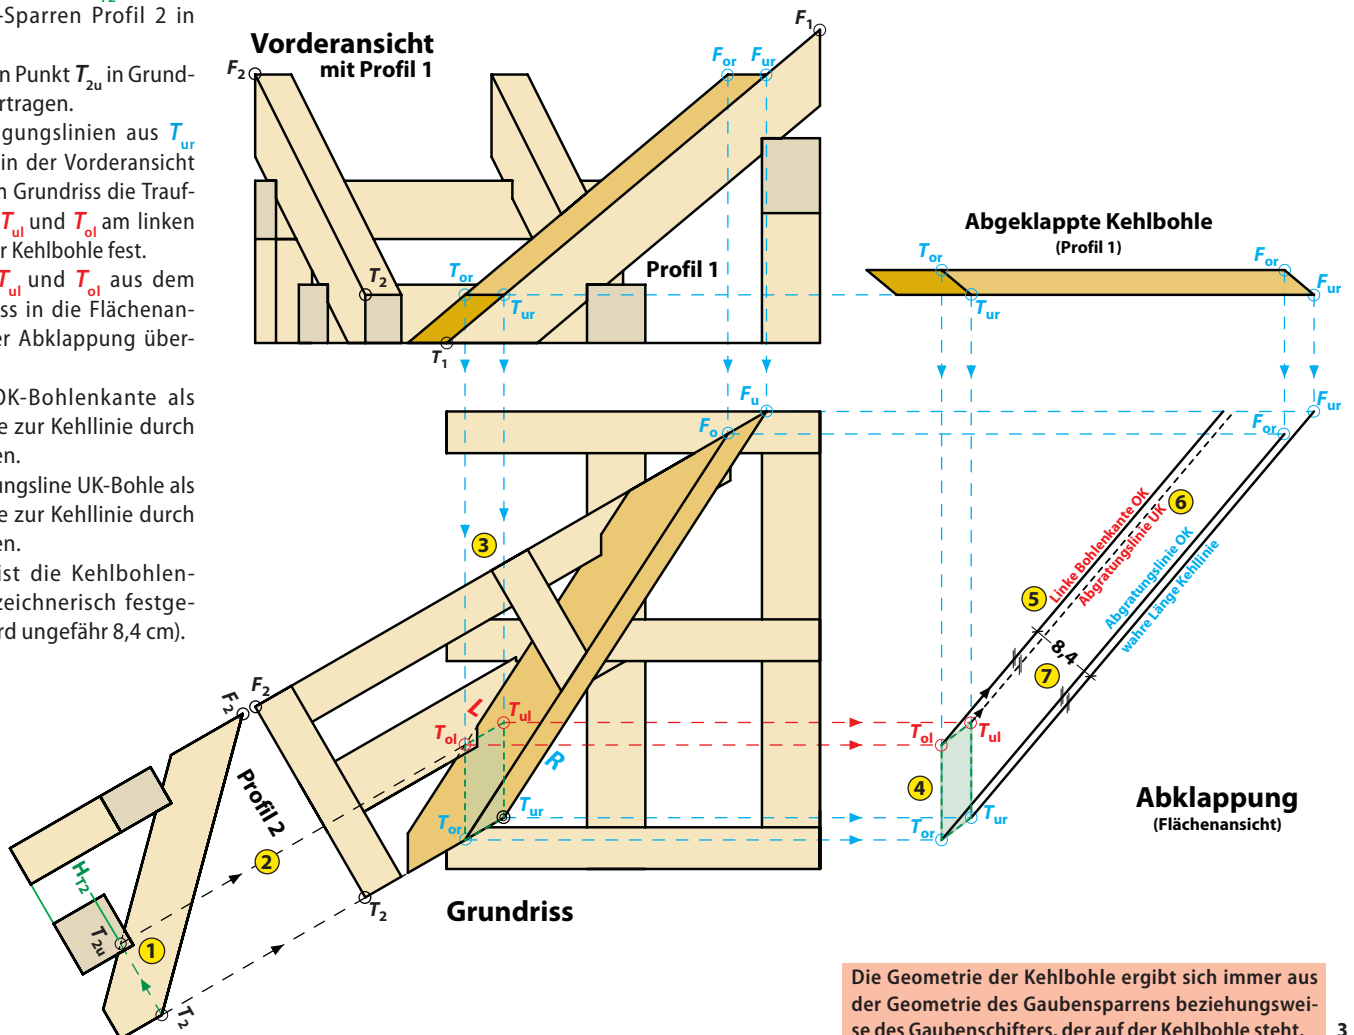 T2
-Sparren Profil 2 in
n Punkt T2u in Grund-
rtragen.
gungslinien aus Tur
in der Vorderansicht
n Grundriss die Trauf-
Tul und Tol am linken
r Kehlbohle fest.
Tul und Tol aus dem
ss in die Flächenan-
er Abklappung über-
OK-Bohlenkante als
e zur Kehllinie durch
en.
ungsline UK-Bohle als
e zur Kehllinie durch
en.
ist die Kehlbohlen-
zeichnerisch festge-
rd ungefähr 8,4 cm).
Vorderansicht
mit Profil 1
F2
F1
For
Fur
T2
Tor
Tur
T1
Profil 1
Abgeklappte Kehlbohle
(Profil 1)
Tor
For
Tur
Fur
Fu
Fo
3
F2
F2
L
Tul
Tol
R
Tur
Tor
Profil 2
2
HT2
T2u
1
T2
T2
Grundriss
Fur
For
6
Linke Bohlenkante OK
Abgratungslinie UK
Abgratungslinie OK
wahre Länge Kehllinie
5
8,4
7
Tol
Tul
4
Tur
Tor
Abklappung
(Flächenansicht)
Die Geometrie der Kehlbohle ergibt sich immer aus
der Geometrie des Gaubensparrens beziehungswei-
se des Gaubenschifters, der auf der Kehlbohle steht.
3